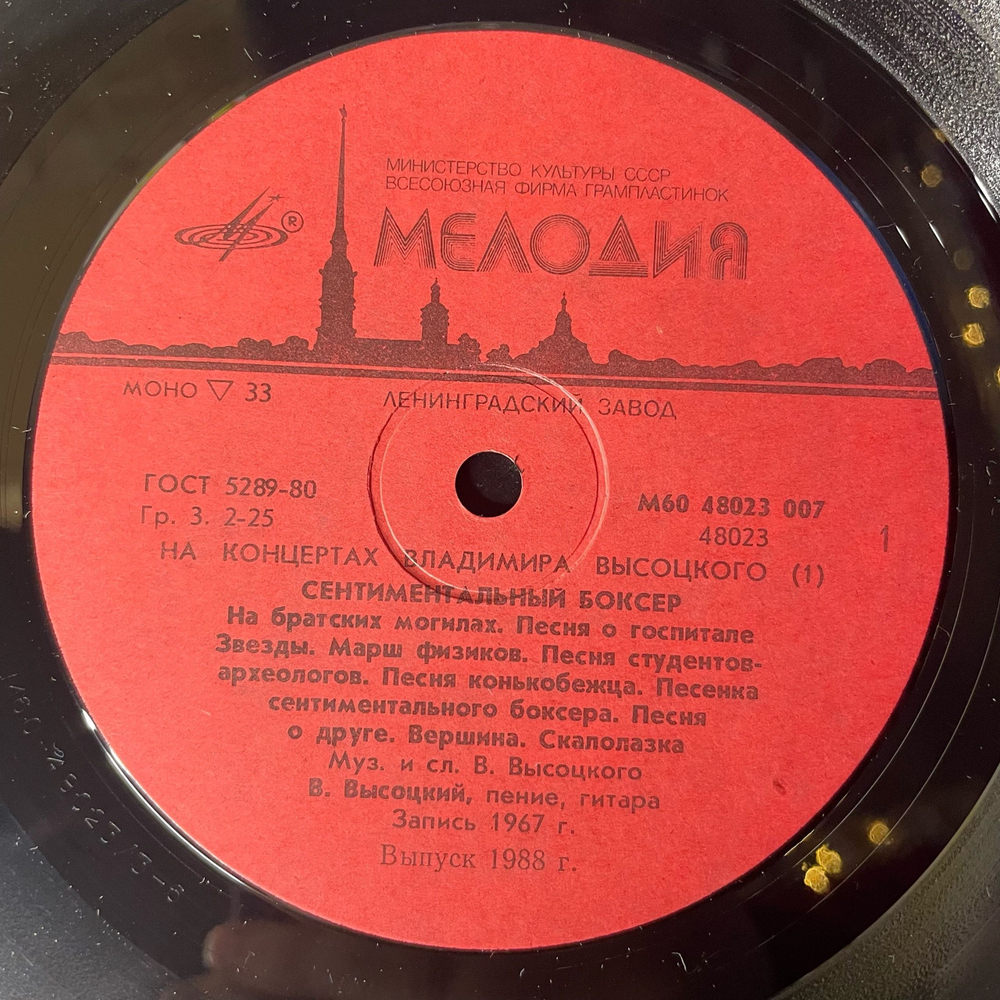 МИНИСТЕРСТВО КУЛЬТУРЫ СССР
ВСЕСОЮЗНАЯ ФИРМА ГРАМПЛАСТИНОК
®
МЕЛОДИЯ
МОНО ▽ 33
ЛЕНИНГРАДСКИЙ ЗАВОД
ГОСТ 5289-80
Гр. 3. 2-25
М60 48023 007
48023
1
НА КОНЦЕРТАХ ВЛАДИМИРА ВЫСОЦКОГО (1)
СЕНТИМЕНТАЛЬНЫЙ БОКСЕР
На братских могилах. Песня о госпитале
Звезды. Марш физиков. Песня студентов-
археологов. Песня конькобежца. Песенка
сентиментального боксера. Песня
о друге. Вершина. Скалолазка
Муз. и сл. В. Высоцкого
В. Высоцкий, пение, гитара
Запись 1967 г.
Выпуск 1988 г.